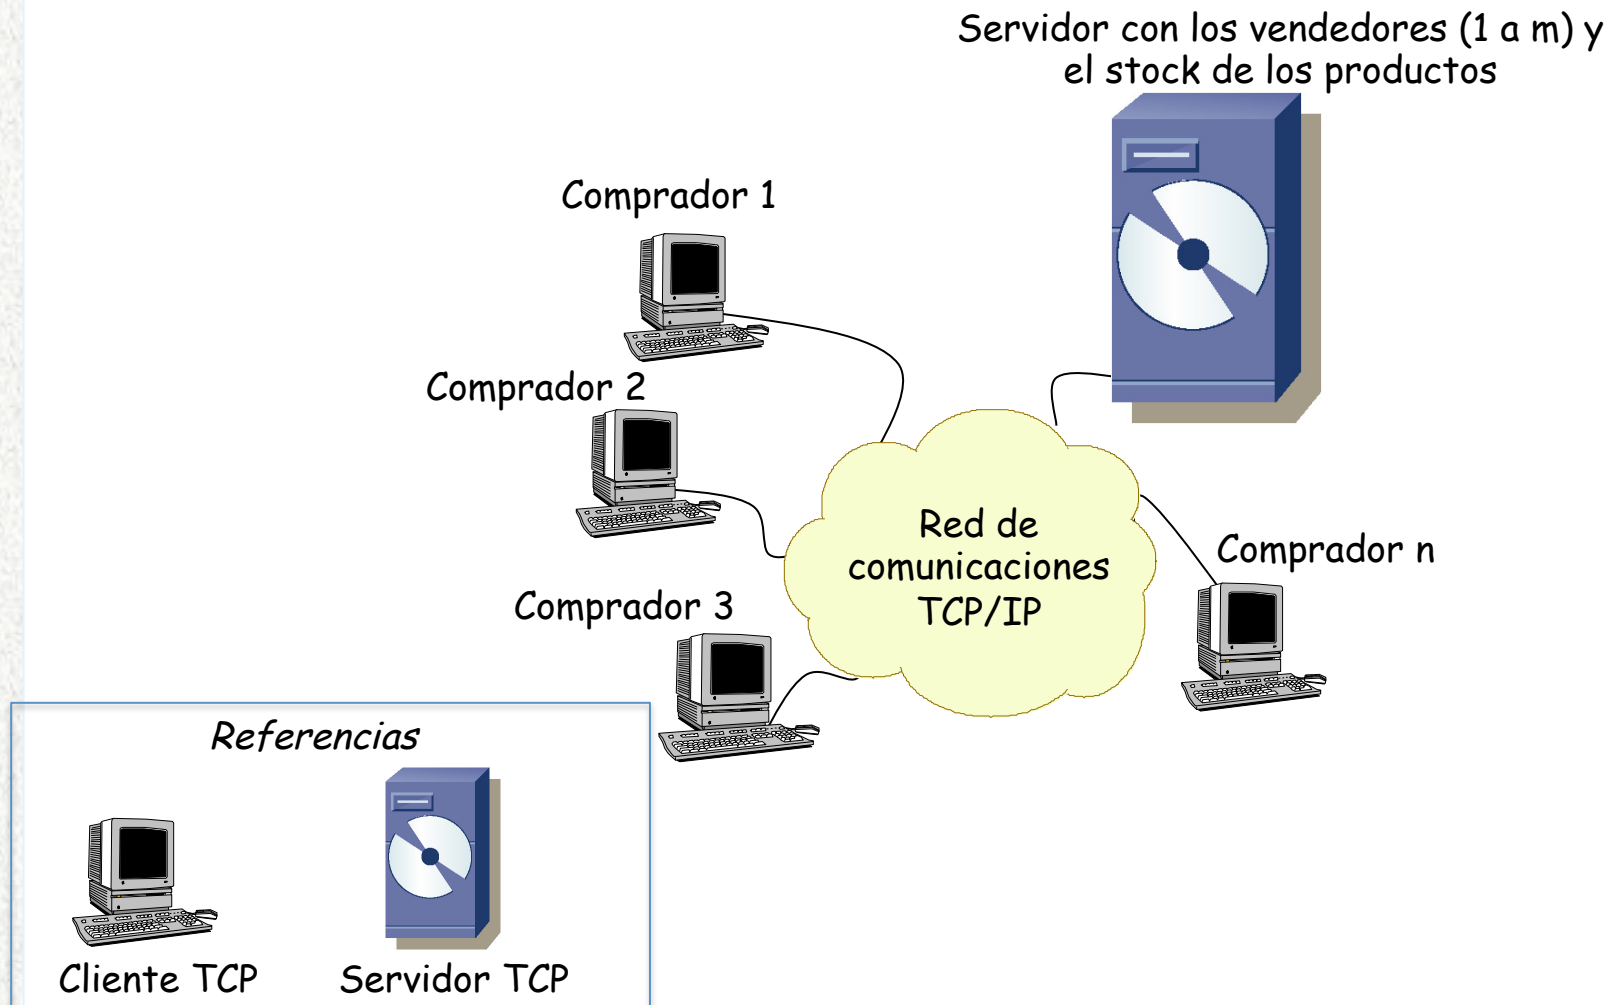 Servidor con los vendedores (1 a m) y
el stock de los productos
Comprador 1
Comprador 2
Red de
comunicaciones
TCP/IP
Comprador n
Comprador 3
Referencias
Cliente TCP
Servidor TCP